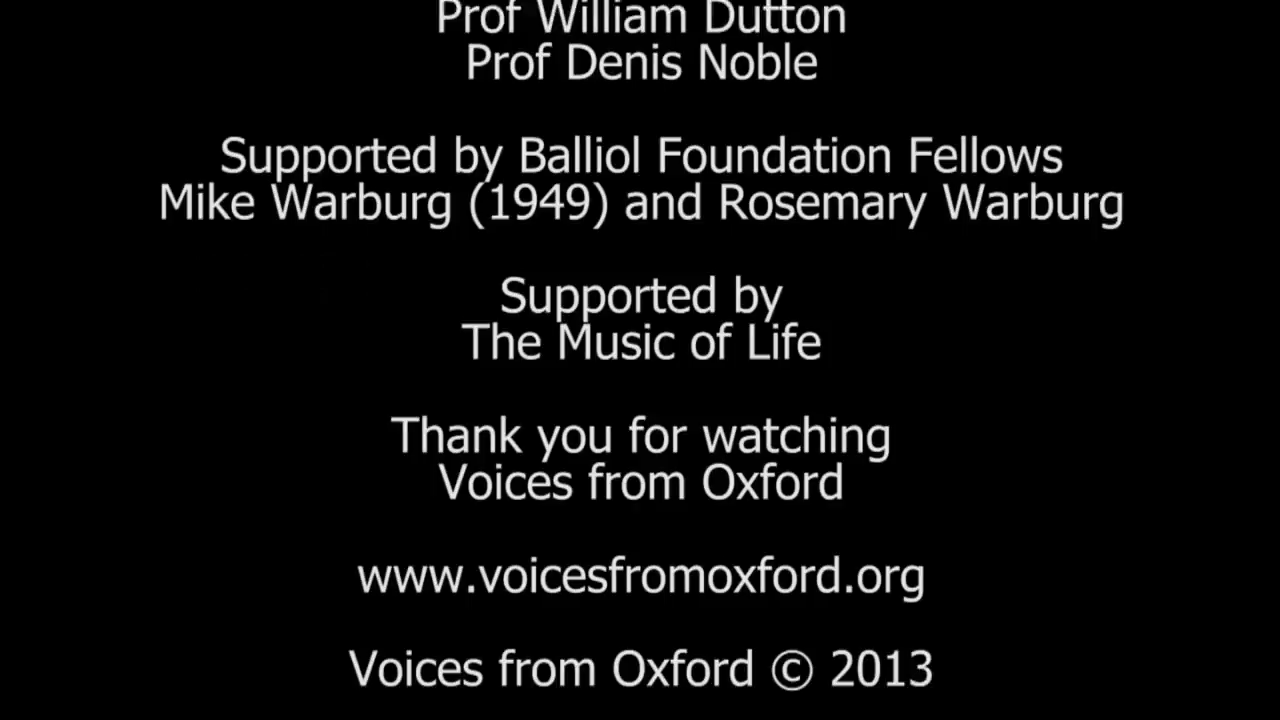 Prof William Dutton
Prof Denis Noble
Supported by Balliol Foundation Fellows
Mike Warburg (1949) and Rosemary Warburg
Supported by
The Music of Life
Thank you for watching
Voices from Oxford
www.voicesfromoxford.org
Voices from Oxford © 2013